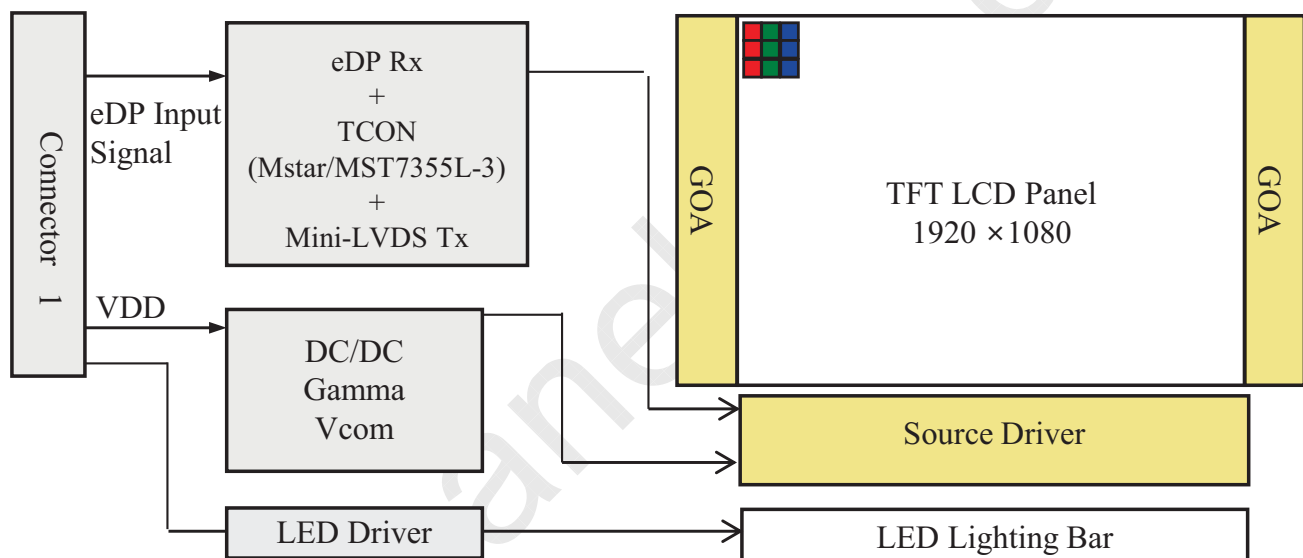 Connector 1
eDP Input
Signal
eDP Rx
+
TCON
(Mstar/MST7355L-3)
+
Mini-LVDS Tx
VDD
DC/DC
Gamma
Vcom
LED Driver
GOA
TFT LCD Panel
1920 ×1080
GOA
Source Driver
LED Lighting Bar
anel